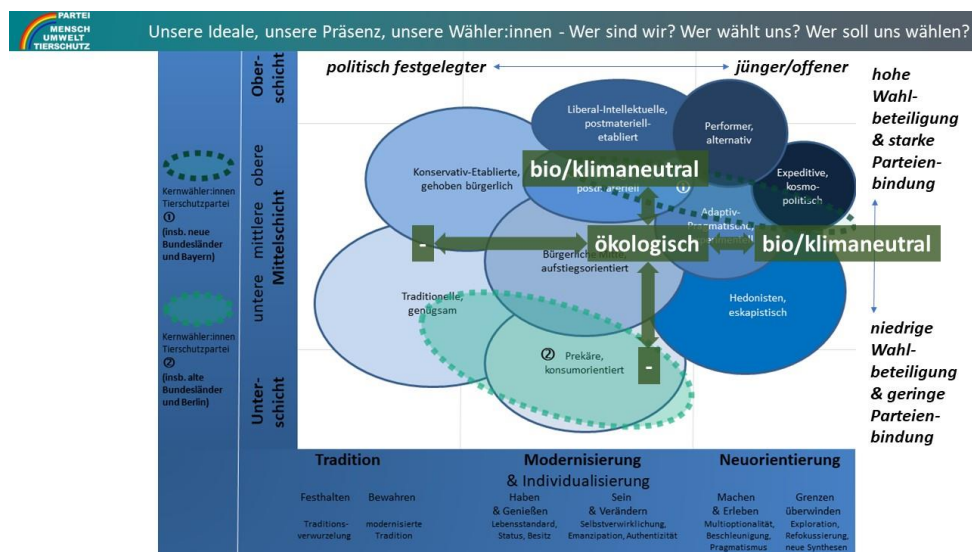 PARTEI
MENSCH
UMWELT
TIERSCHUTZ
Unsere Ideale, unsere Präsenz, unsere Wähler:innen - Wer sind wir? Wer wählt uns? Wer soll uns wählen?
politisch festgelegter
jünger/offener
hohe
Wahl-
beteiligung
& starke
Parteien-
bindung
Ober-
schicht
obere
mittlere
untere
Mittelschicht
Unter-
schicht
Kernwähler:innen
Tierschutzpartei
①
(insb. neue
Bundesländer
und Bayern)
Kernwähler:innen
Tierschutzpartei
②
(insb. alte
Bundesländer
und Berlin)
Liberal-Intellektuelle,
postmateriell-
etabliert
Performer,
alternativ
Konservativ-Etablierte,
gehoben bürgerlich
bio/klimaneutral
postmateriell
①
Expeditive,
kosmo-
politisch
Adaptiv-
Pragmatische,
-
ökologisch
bio/klimaneutral
Bürgerliche Mitte,
aufstiegsorientiert
Traditionelle,
genügsam
Hedonisten,
eskapistisch
② Prekäre,
konsumorientiert
-
niedrige
Wahl-
beteiligung
& geringe
Parteien-
bindung
Tradition
Modernisierung
& Individualisierung
Neuorientierung
Festhalten
Traditions-
verwurzelung
Bewahren
modernisierte
Tradition
Haben
& Genießen
Lebensstandard,
Status, Besitz
Sein
& Verändern
Selbstverwirklichung,
Emanzipation, Authentizität
Machen
& Erleben
Multioptionalität,
Beschleunigung,
Pragmatismus
Grenzen
überwinden
Exploration,
Refokussierung,
neue Synthesen